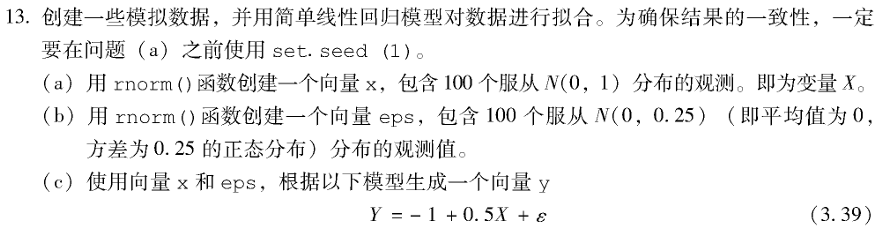 13. 创建一些模拟数据，并用简单线性回归模型对数据进行拟合。为确保结果的一致性，一定
要在问题（a）之前使用 set.seed (1)。
（a）用 rnorm()函数创建一个向量 x，包含 100 个服从 N(0, 1) 分布的观测。即为变量 X。
（b）用 rnorm()函数创建一个向量 eps，包含 100 个服从 N(0, 0.25)（即平均值为 0，
方差为 0.25 的正态分布）分布的观测值。
（c）使用向量 x 和 eps，根据以下模型生成一个向量 y
Y = - 1 + 0.5X + ε (3.39)